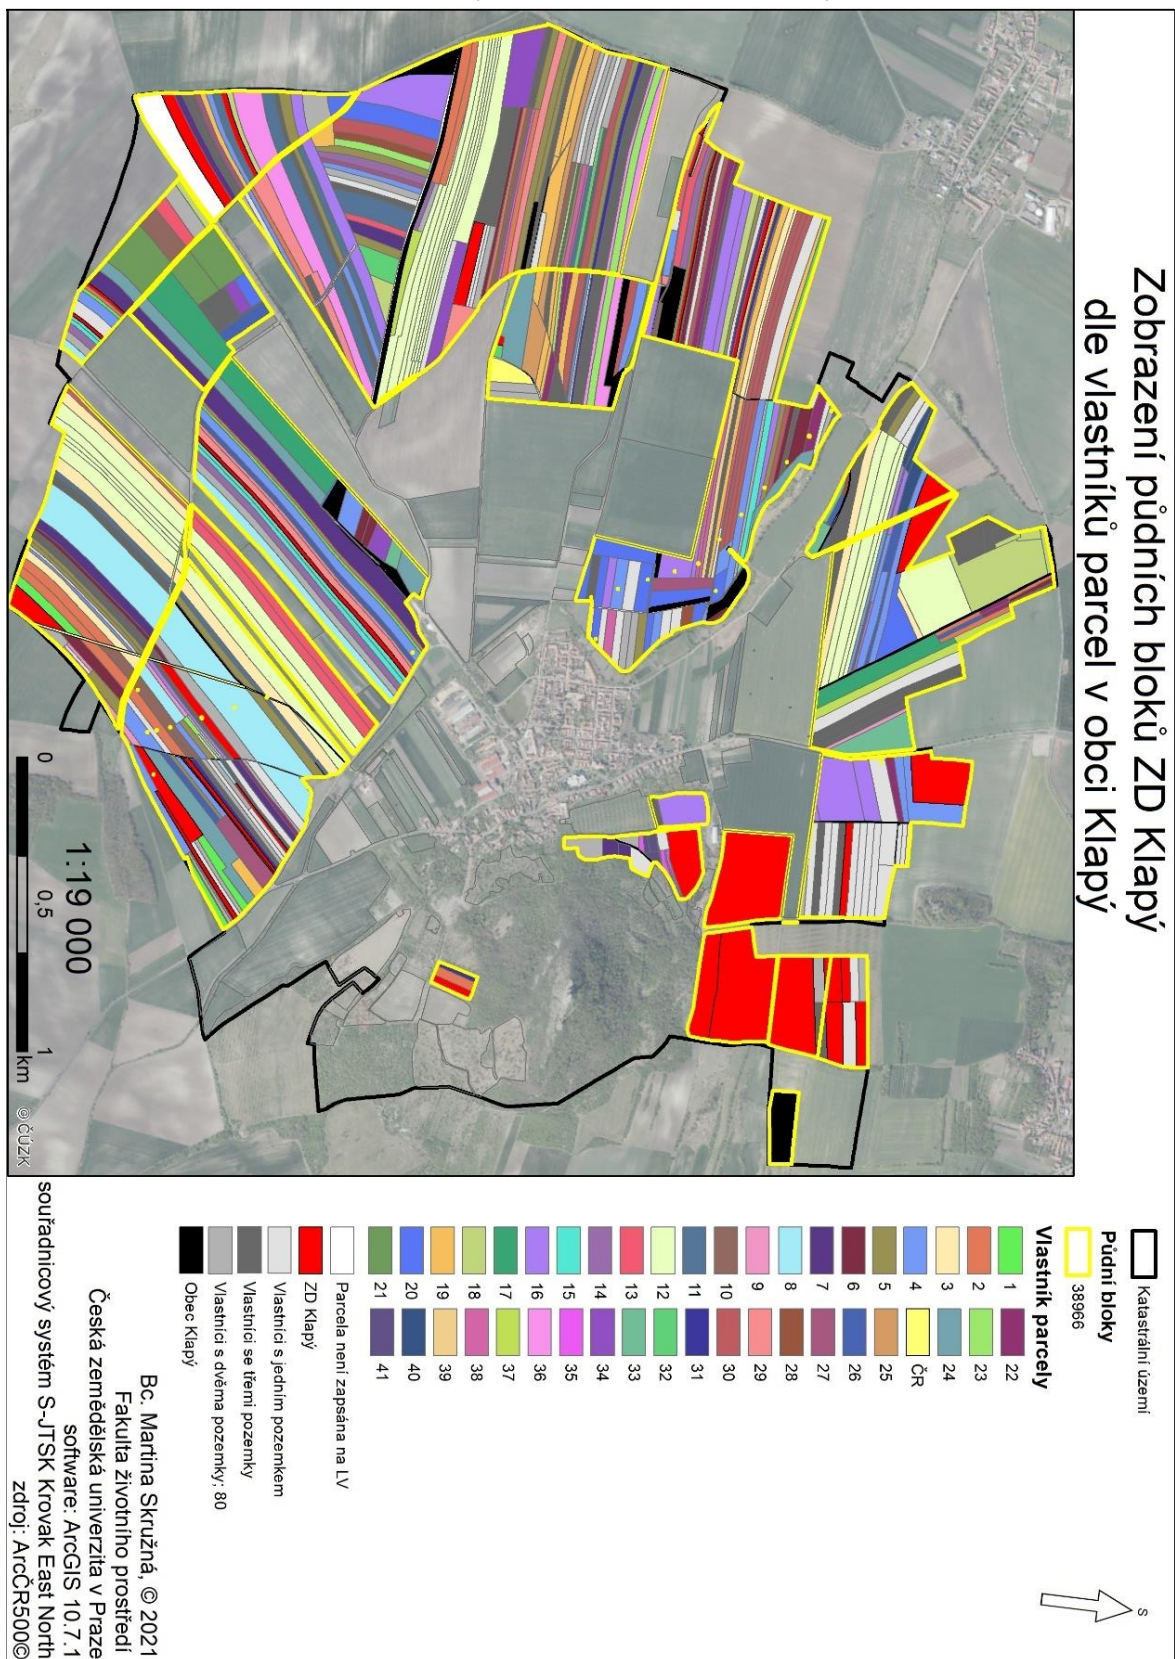 Zobrazení půdních bloků ZD Klapý
dle vlastníků parcel v obci Klapý
1:19 000
0
0,5
1
km
© ČÚZK
S
Katastrální území
Půdní bloky
38966
Vlastník parcely
1
2
3
4
5
6
7
8
9
10
11
12
13
14
15
16
17
18
19
20
21
22
23
24
ČR
25
26
27
28
29
30
31
32
33
34
35
36
37
38
39
40
41
Parcela není zapsána na LV
ZD Klapý
Vlastníci s jedním pozemkem
Vlastníci se třemi pozemky
Vlastníci s dvěma pozemky; 80
Obec Klapý
Bc. Martina Skružná, © 2021
Fakulta životního prostředí
Česká zemědělská univerzita v Praze
software: ArcGIS 10.7.1
souřadnicový systém S-JTSK Krovak East North
zdroj: ArcČR500©